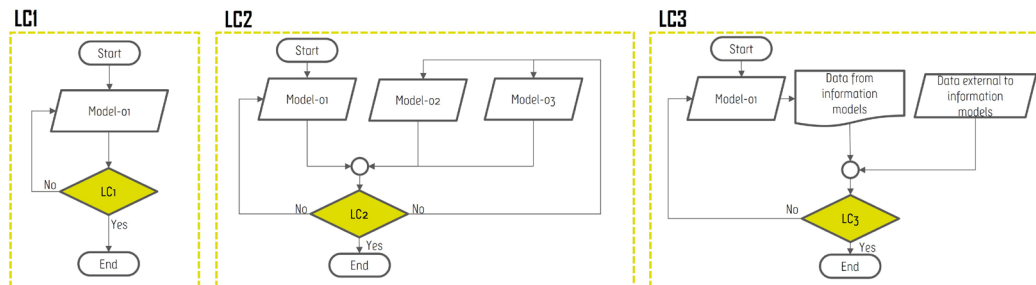 LC1
Start
Model-01
No
LC1
Yes
End
LC2
Start
Model-01
Model-02
Model-03
No
LC2
No
Yes
End
LC3
Start
Model-01
Data from
information
models
Data external to
information
models
No
LC3
Yes
End